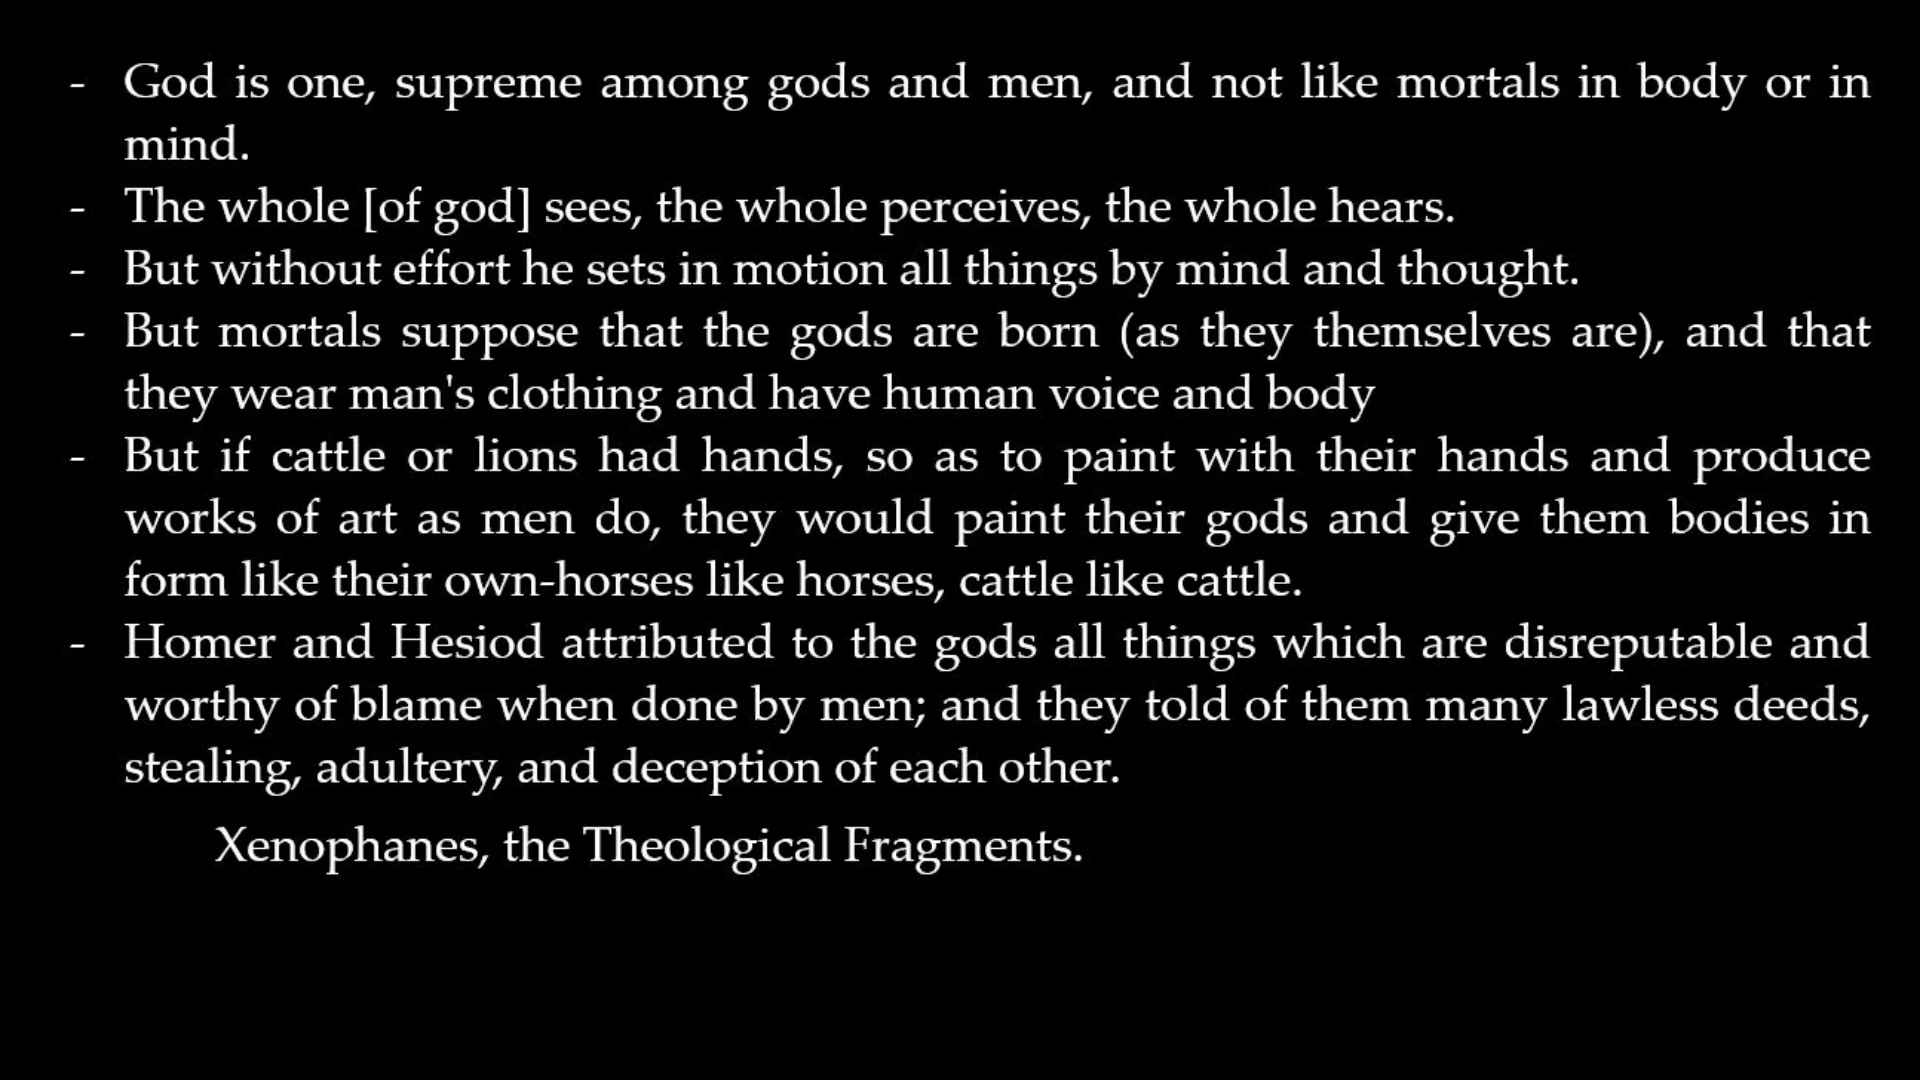 - God is one, supreme among gods and men, and not like mortals in body or in
mind.
- The whole [of god] sees, the whole perceives, the whole hears.
- But without effort he sets in motion all things by mind and thought.
- But mortals suppose that the gods are born (as they themselves are), and that
they wear man's clothing and have human voice and body
- But if cattle or lions had hands, so as to paint with their hands and produce
works of art as men do, they would paint their gods and give them bodies in
form like their own-horses like horses, cattle like cattle.
- Homer and Hesiod attributed to the gods all things which are disreputable and
worthy of blame when done by men; and they told of them many lawless deeds,
stealing, adultery, and deception of each other.
Xenophanes, the Theological Fragments.